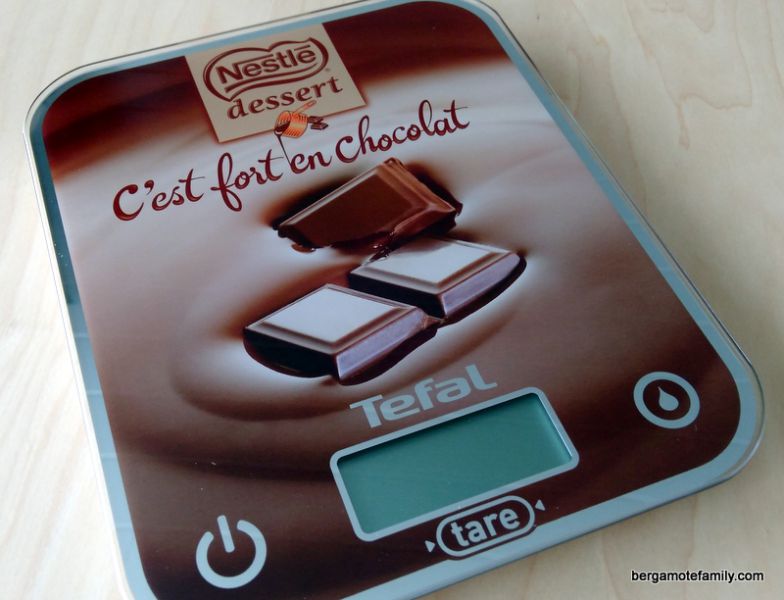 Nestlé
dessert
C'est fort en chocolat
Tefal
tare
bergamotefamily.com